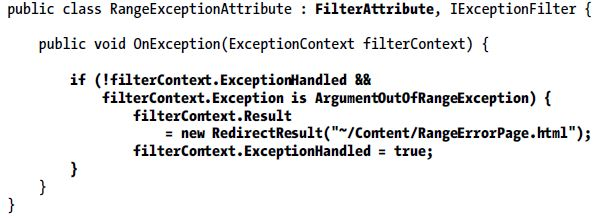 public class RangeExceptionAttribute : FilterAttribute, IExceptionFilter {
public void OnException(ExceptionContext filterContext) {
if (!filterContext.ExceptionHandled &&
filterContext.Exception is ArgumentOutOfRangeException) {
filterContext.Result
= new RedirectResult("~/Content/RangeErrorPage.html");
filterContext.ExceptionHandled = true;
}
}
}